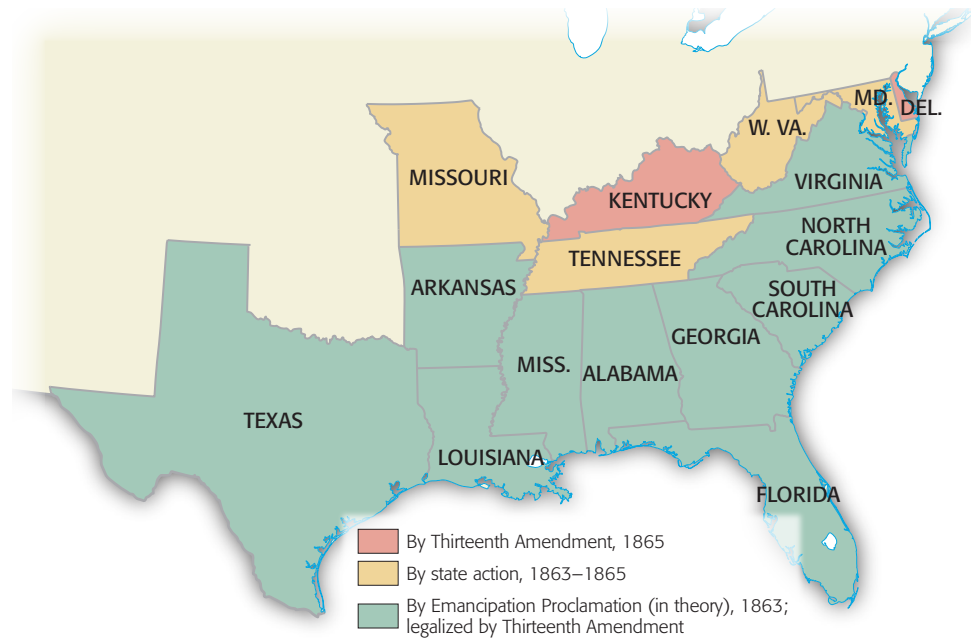 MD.
DEL.
W. VA.
MISSOURI
VIRGINIA
KENTUCKY
NORTH
CAROLINA
TENNESSEE
ARKANSAS
SOUTH
CAROLINA
GEORGIA
MISS.
ALABAMA
TEXAS
LOUISIANA
FLORIDA
By Thirteenth Amendment, 1865
By state action, 1863–1865
By Emancipation Proclamation (in theory), 1863;
legalized by Thirteenth Amendment